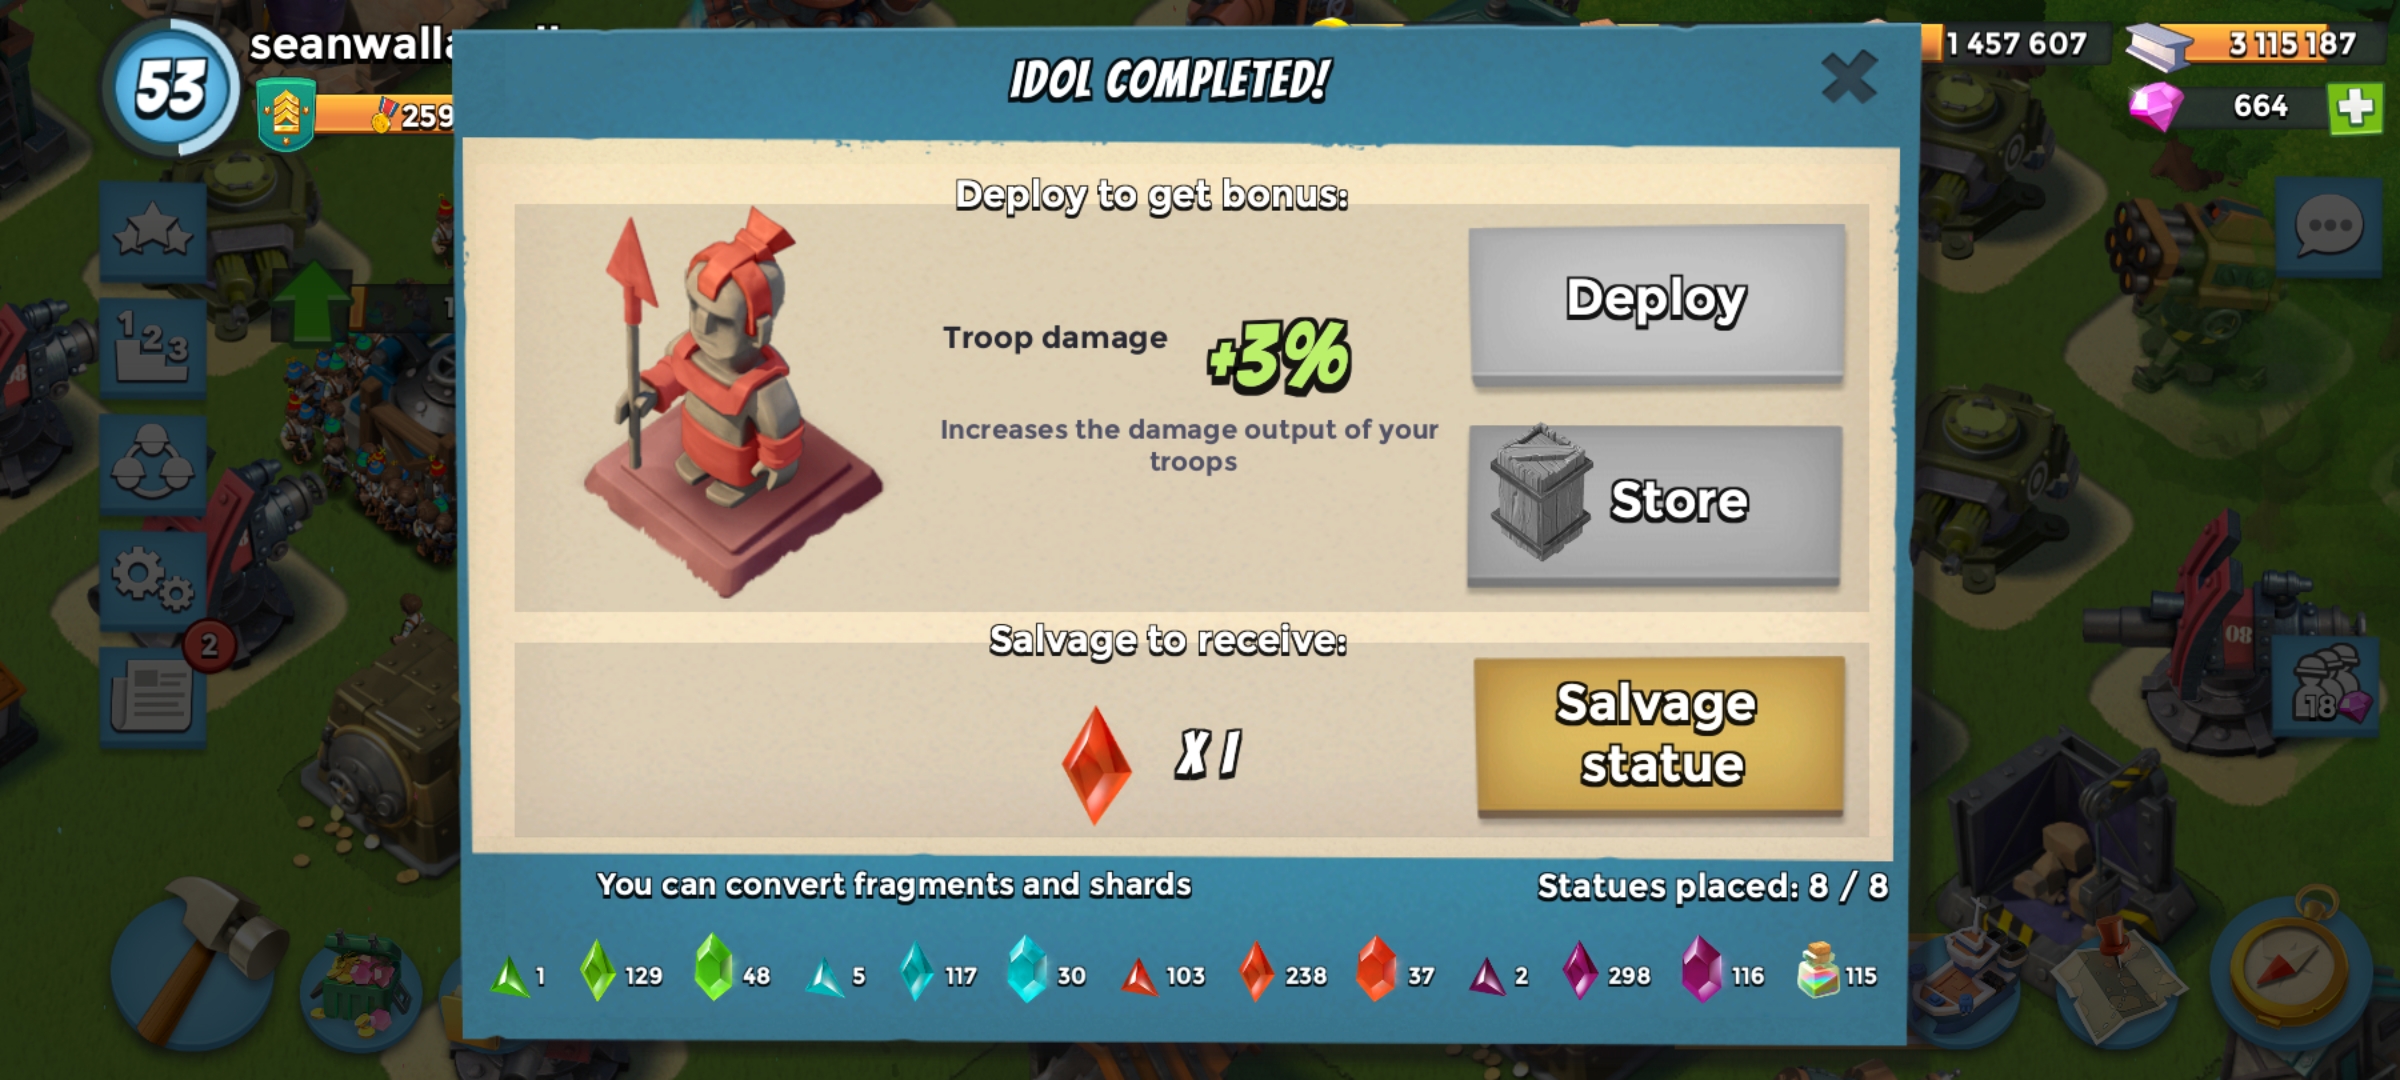 53
259
1 457 607
3 115 187
664
IDOL COMPLETED!
Deploy to get bonus:
Troop damage
+3%
Increases the damage output of your
troops
Deploy
Store
Salvage to receive:
X 1
Salvage
statue
1 2 3
2
08
18
You can convert fragments and shards
Statues placed: 8 / 8
1
129
48
5
117
30
103
238
37
2
298
116
115